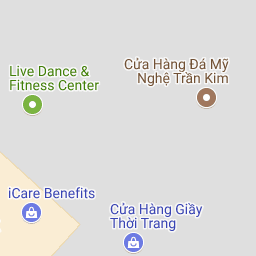 Live Dance &
Fitness Center
Cửa Hàng Đá Mỹ
Nghệ Trần Kim
iCare Benefits
Cửa Hàng Giầy
Thời Trang